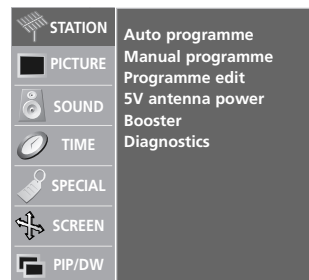 STATION
PICTURE
SOUND
TIME
SPECIAL
SCREEN
PIP/DW
Auto programme
Manual programme
Programme edit
5V antenna power
Booster
Diagnostics